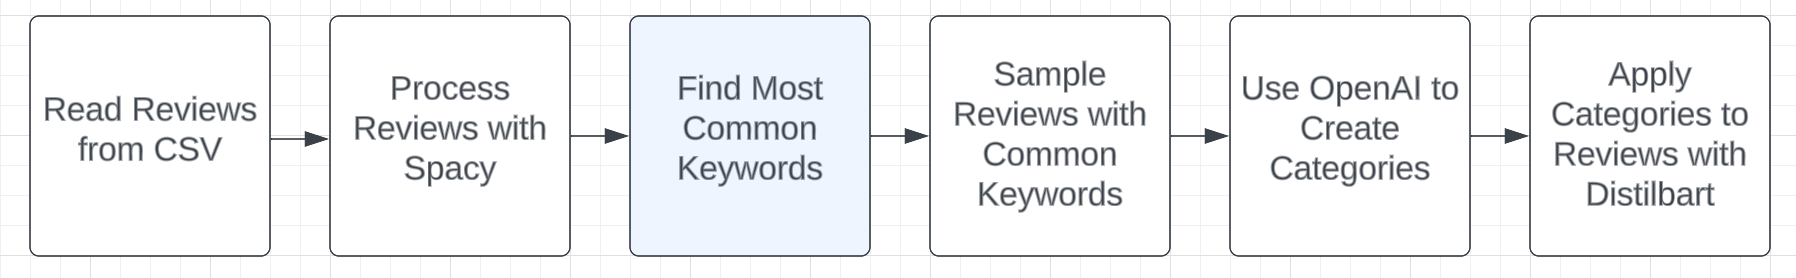 Read Reviews
from CSV
Process
Reviews with
Spacy
Find Most
Common
Keywords
Sample
Reviews with
Common
Keywords
Use OpenAI to
Create
Categories
Apply
Categories to
Reviews with
Distilbart